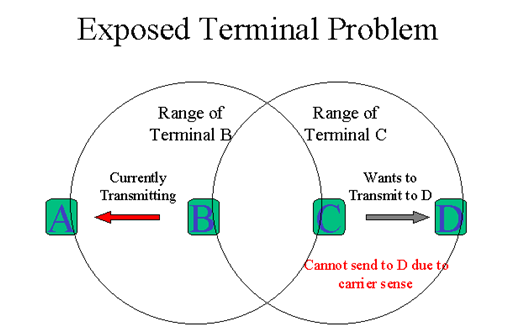 Exposed Terminal Problem
Range of
Terminal B
Range of
Terminal C
Currently
Transmitting
Wants to
Transmit to D
A
B
C
D
Cannot send to D due to
carrier sense